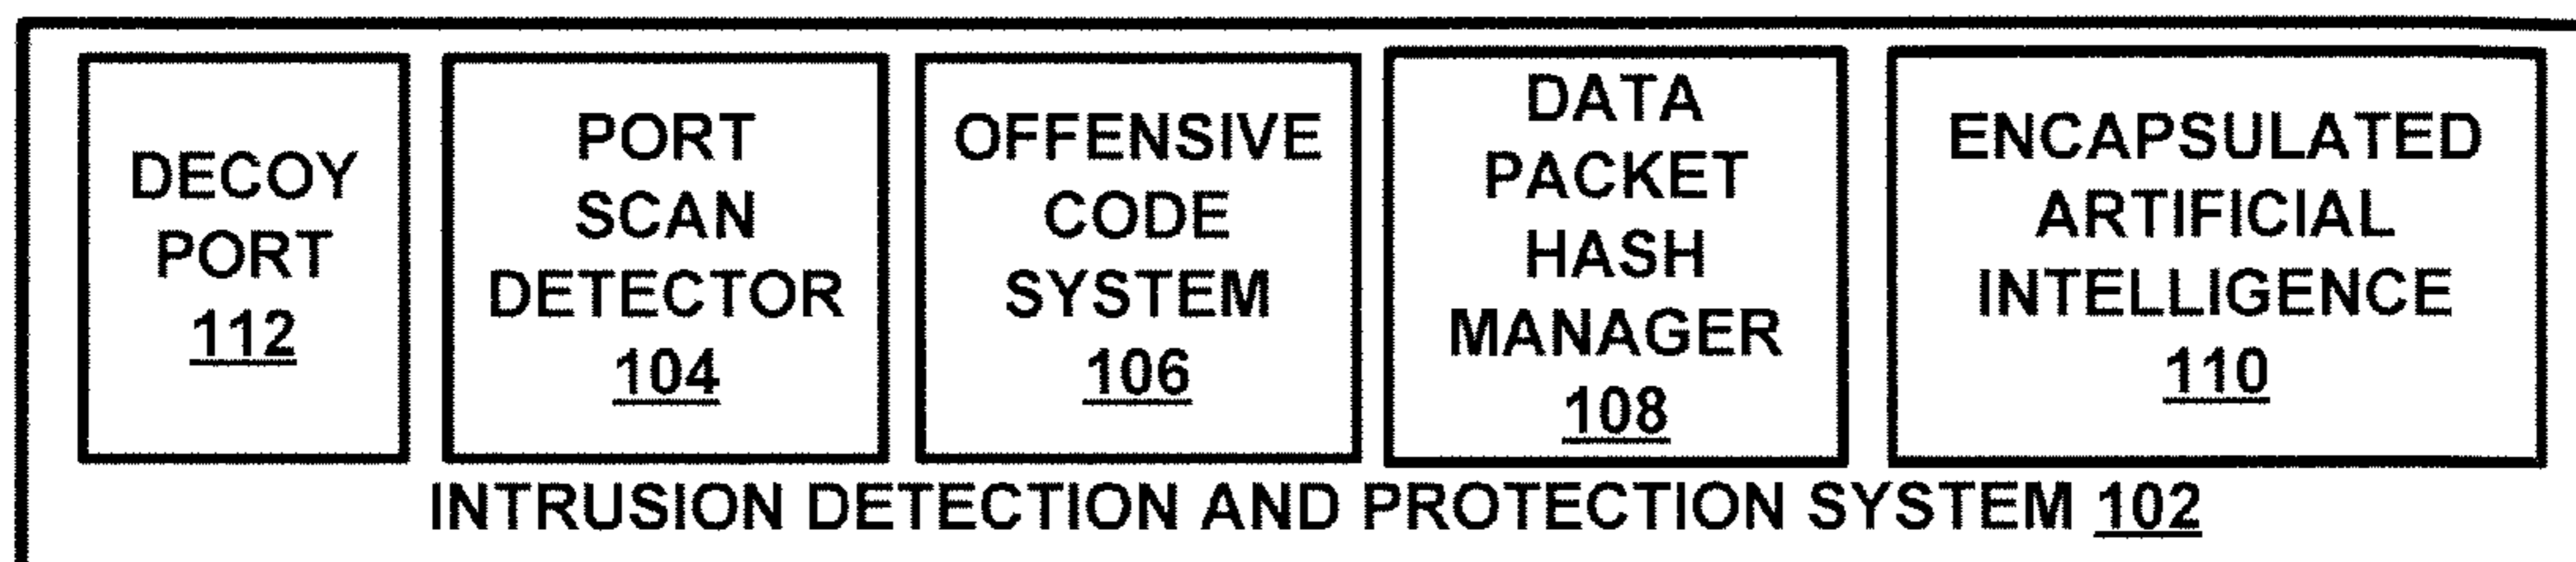 DECOY
PORT
112
PORT
SCAN
DETECTOR
104
OFFENSIVE
CODE
SYSTEM
106
DATA
PACKET
HASH
MANAGER
108
ENCAPSULATED
ARTIFICIAL
INTELLIGENCE
110
INTRUSION DETECTION AND PROTECTION SYSTEM 102